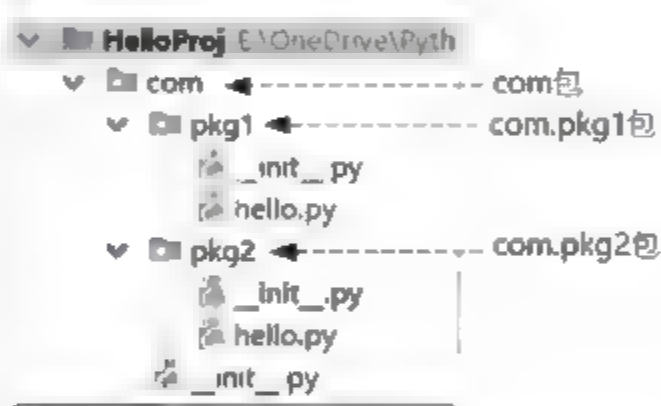 HelloProj E:\OneDrive\Pyth
com com包
pkg1 com.pkg1包
__init__.py
hello.py
pkg2 com.pkg2包
__init__.py
hello.py
__init__.py